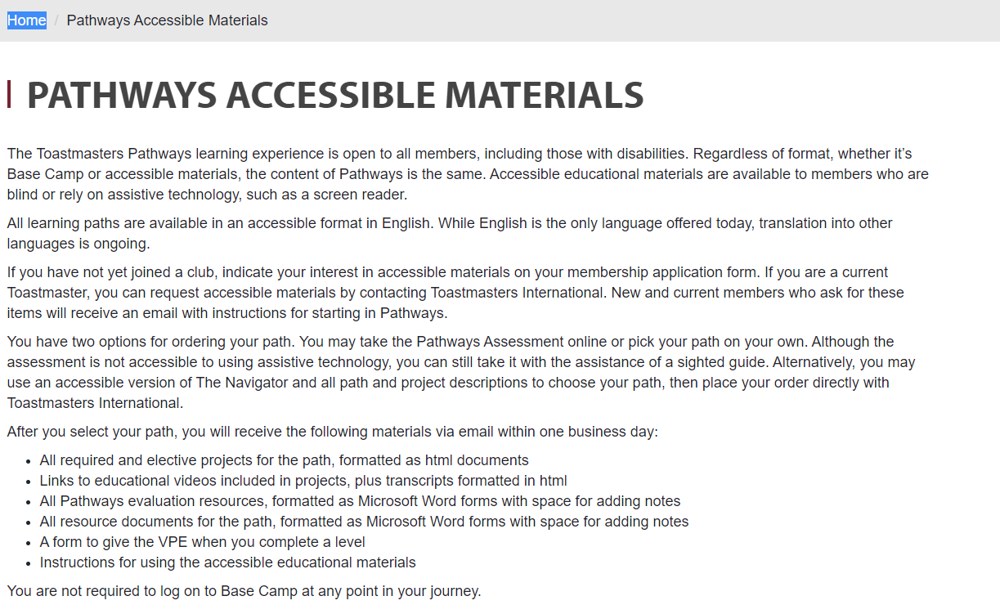 Home / Pathways Accessible Materials
PATHWAYS ACCESSIBLE MATERIALS
The Toastmasters Pathways learning experience is open to all members, including those with disabilities. Regardless of format, whether it’s
Base Camp or accessible materials, the content of Pathways is the same. Accessible educational materials are available to members who are
blind or rely on assistive technology, such as a screen reader.
All learning paths are available in an accessible format in English. While English is the only language offered today, translation into other
languages is ongoing.
If you have not yet joined a club, indicate your interest in accessible materials on your membership application form. If you are a current
Toastmaster, you can request accessible materials by contacting Toastmasters International. New and current members who ask for these
items will receive an email with instructions for starting in Pathways.
You have two options for ordering your path. You may take the Pathways Assessment online or pick your path on your own. Although the
assessment is not accessible to using assistive technology, you can still take it with the assistance of a sighted guide. Alternatively, you may
use an accessible version of The Navigator and all path and project descriptions to choose your path, then place your order directly with
Toastmasters International.
After you select your path, you will receive the following materials via email within one business day:
• All required and elective projects for the path, formatted as html documents
• Links to educational videos included in projects, plus transcripts formatted in html
• All Pathways evaluation resources, formatted as Microsoft Word forms with space for adding notes
• All resource documents for the path, formatted as Microsoft Word forms with space for adding notes
• A form to give the VPE when you complete a level
• Instructions for using the accessible educational materials
You are not required to log on to Base Camp at any point in your journey.